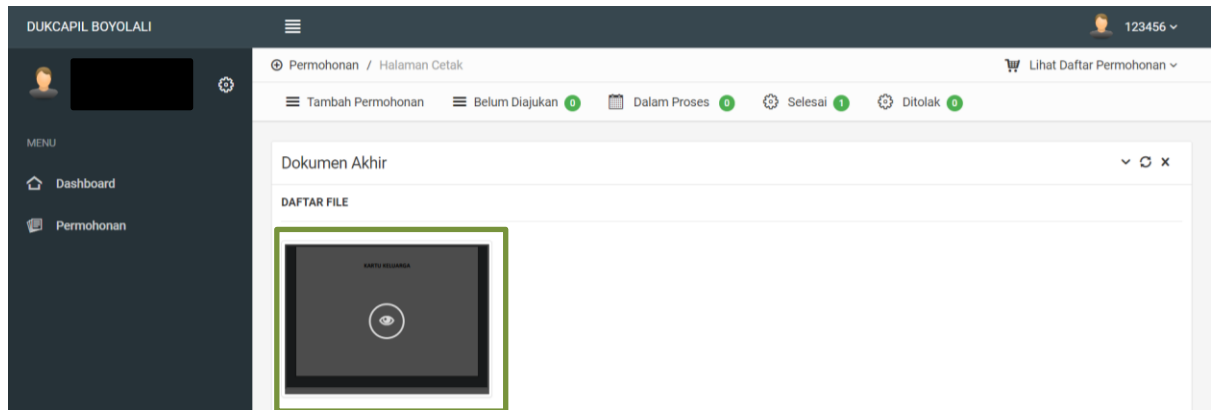 DUKCAPIL BOYOLALI
123456
Permohonan / Halaman Cetak
Lihat Daftar Permohonan
Tambah Permohonan
Belum Diajukan 0
Dalam Proses 0
Selesai 1
Ditolak 0
MENU
Dashboard
Permohonan
Dokumen Akhir
DAFTAR FILE
KARTU KELUARGA